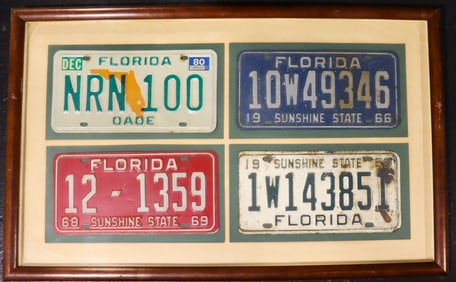 DEC FLORIDA 80
NRN 100
DADE
FLORIDA
10W49346
19 SUNSHINE STATE 66
FLORIDA
12 - 1359
68 SUNSHINE STATE 69
19 SUNSHINE STATE
1W143851
FLORIDA